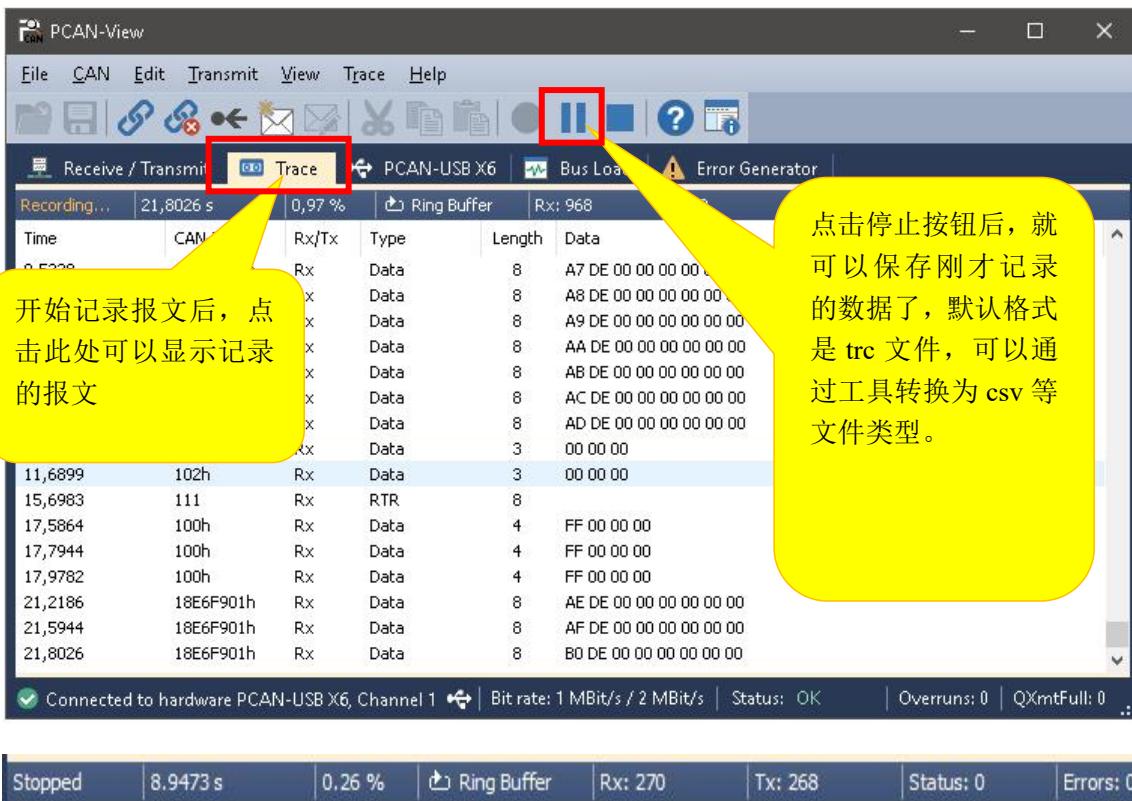 PCAN-View
File CAN Edit Transmit View Trace Help
Receive / Transmi Trace PCAN-USB X6 Bus Loa Error Generator
Recording... 21,8026 s 0,97 % Ring Buffer Rx: 968
Time CAN Rx/Tx Type Length Data
Rx Data 8 A7 DE 00 00 00 00
x Data 8 A8 DE 00 00 00 00
x Data 8 A9 DE 00 00 00 00 00
x Data 8 AA DE 00 00 00 00 00 00
x Data 8 AB DE 00 00 00 00 00 00
x Data 8 AC DE 00 00 00 00 00 00
x Data 8 AD DE 00 00 00 00 00 00
Rx Data 3 00 00 00
11,6899 102h Rx Data 3 00 00 00
15,6983 111 Rx RTR 8
17,5864 100h Rx Data 4 FF 00 00 00
17,7944 100h Rx Data 4 FF 00 00 00
17,9782 100h Rx Data 4 FF 00 00 00
21,2186 18E6F901h Rx Data 8 AE DE 00 00 00 00 00 00
21,5944 18E6F901h Rx Data 8 AF DE 00 00 00 00 00 00
21,8026 18E6F901h Rx Data 8 B0 DE 00 00 00 00 00 00
开始记录报文后，点
击此处可以显示记录
的报文
点击停止按钮后，就
可以保存刚才记录
的数据了，默认格式
是 trc 文件，可以通
过工具转换为 csv 等
文件类型。
Connected to hardware PCAN-USB X6, Channel 1 Bit rate: 1 MBit/s / 2 MBit/s Status: OK Overruns: 0 QXmtFull: 0
Stopped 8.9473 s 0.26 % Ring Buffer Rx: 270 Tx: 268 Status: 0 Errors: 0